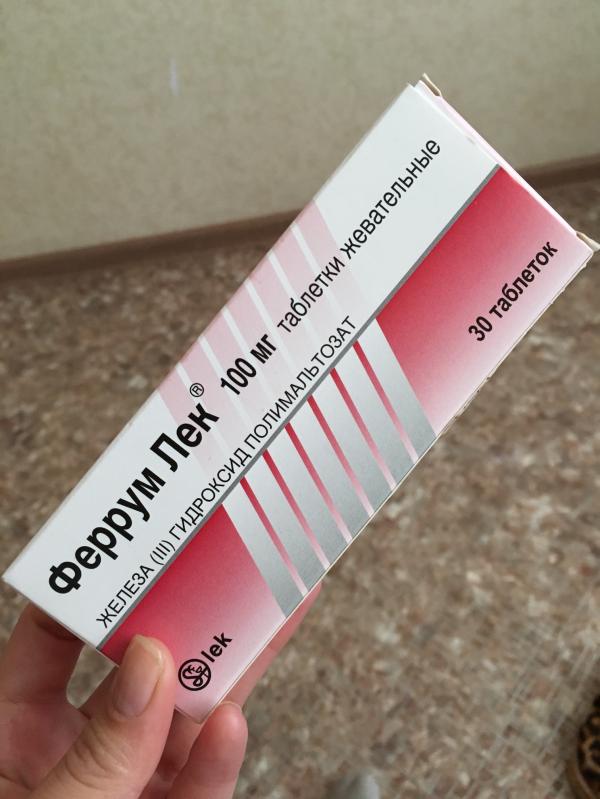 Феррум Лек® 100 мг таблетки жевательные
ЖЕЛЕЗА (III) ГИДРОКСИД ПОЛИМАЛЬТОЗАТ
30 таблеток
lek